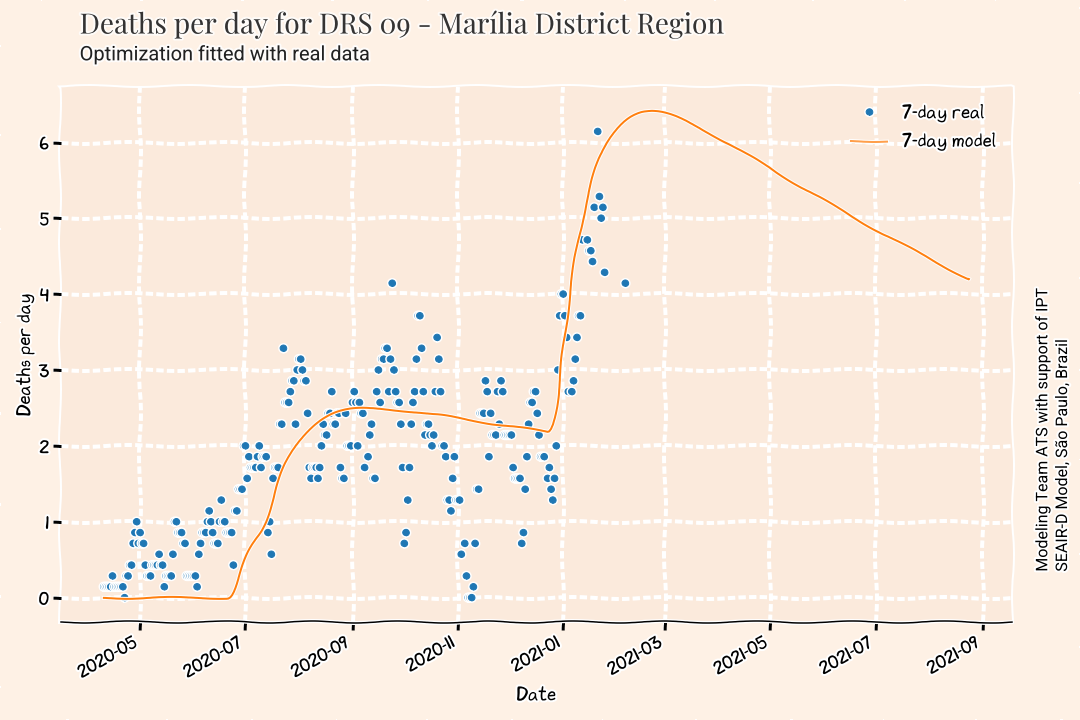 Deaths per day for DRS 09 - Marília District Region
Optimization fitted with real data
7-day real
7-day model
6
5
4
3
2
1
0
Deaths per day
2020-05
2020-07
2020-09
2020-11
2021-01
2021-03
2021-05
2021-07
2021-09
Date
Modeling Team ATS with support of IPT
SEAIR-D Model, São Paulo, Brazil